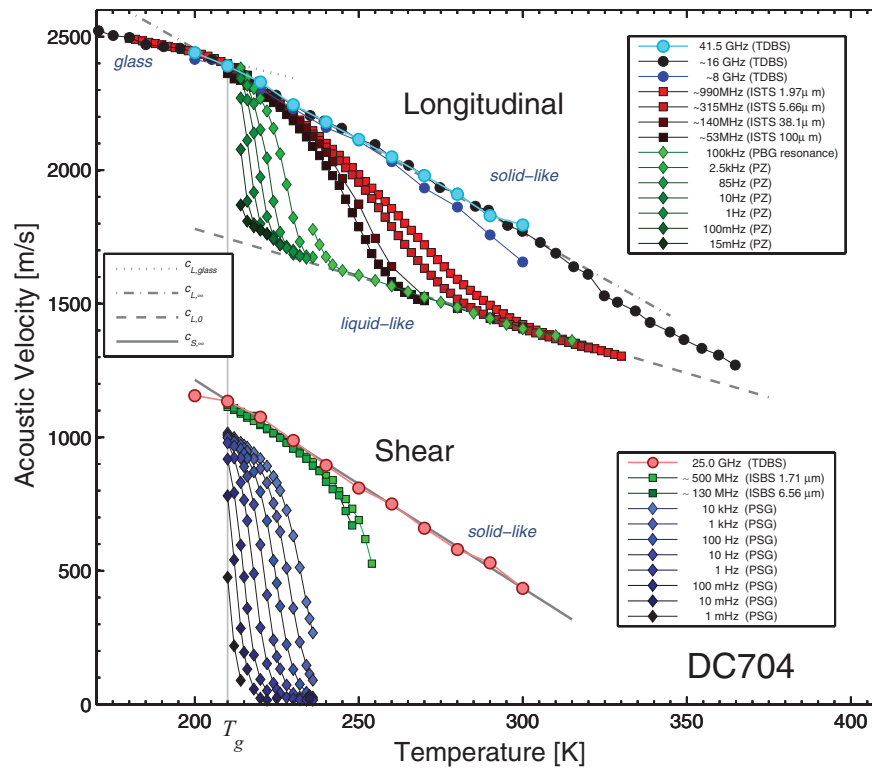 Acoustic Velocity [m/s]
2500
2000
1500
1000
500
0
glass
Longitudinal
solid–like
liquid–like
41.5 GHz (TDBS)
~16 GHz (TDBS)
~8 GHz (TDBS)
~990MHz (ISTS 1.97μ m)
~315MHz (ISTS 5.66μ m)
~140MHz (ISTS 38.1μ m)
~53MHz (ISTS 100μ m)
100kHz (PBG resonance)
2.5kHz (PZ)
85Hz (PZ)
10Hz (PZ)
1Hz (PZ)
100mHz (PZ)
15mHz (PZ)
c L,glass
c L,∞
c L,0
c S,∞
Shear
solid–like
25.0 GHz (TDBS)
~ 500 MHz (ISBS 1.71 μm)
~ 130 MHz (ISBS 6.56 μm)
10 kHz (PSG)
1 kHz (PSG)
100 Hz (PSG)
10 Hz (PSG)
1 Hz (PSG)
100 mHz (PSG)
10 mHz (PSG)
1 mHz (PSG)
DC704
200 250 300 350 400
T g
Temperature [K]